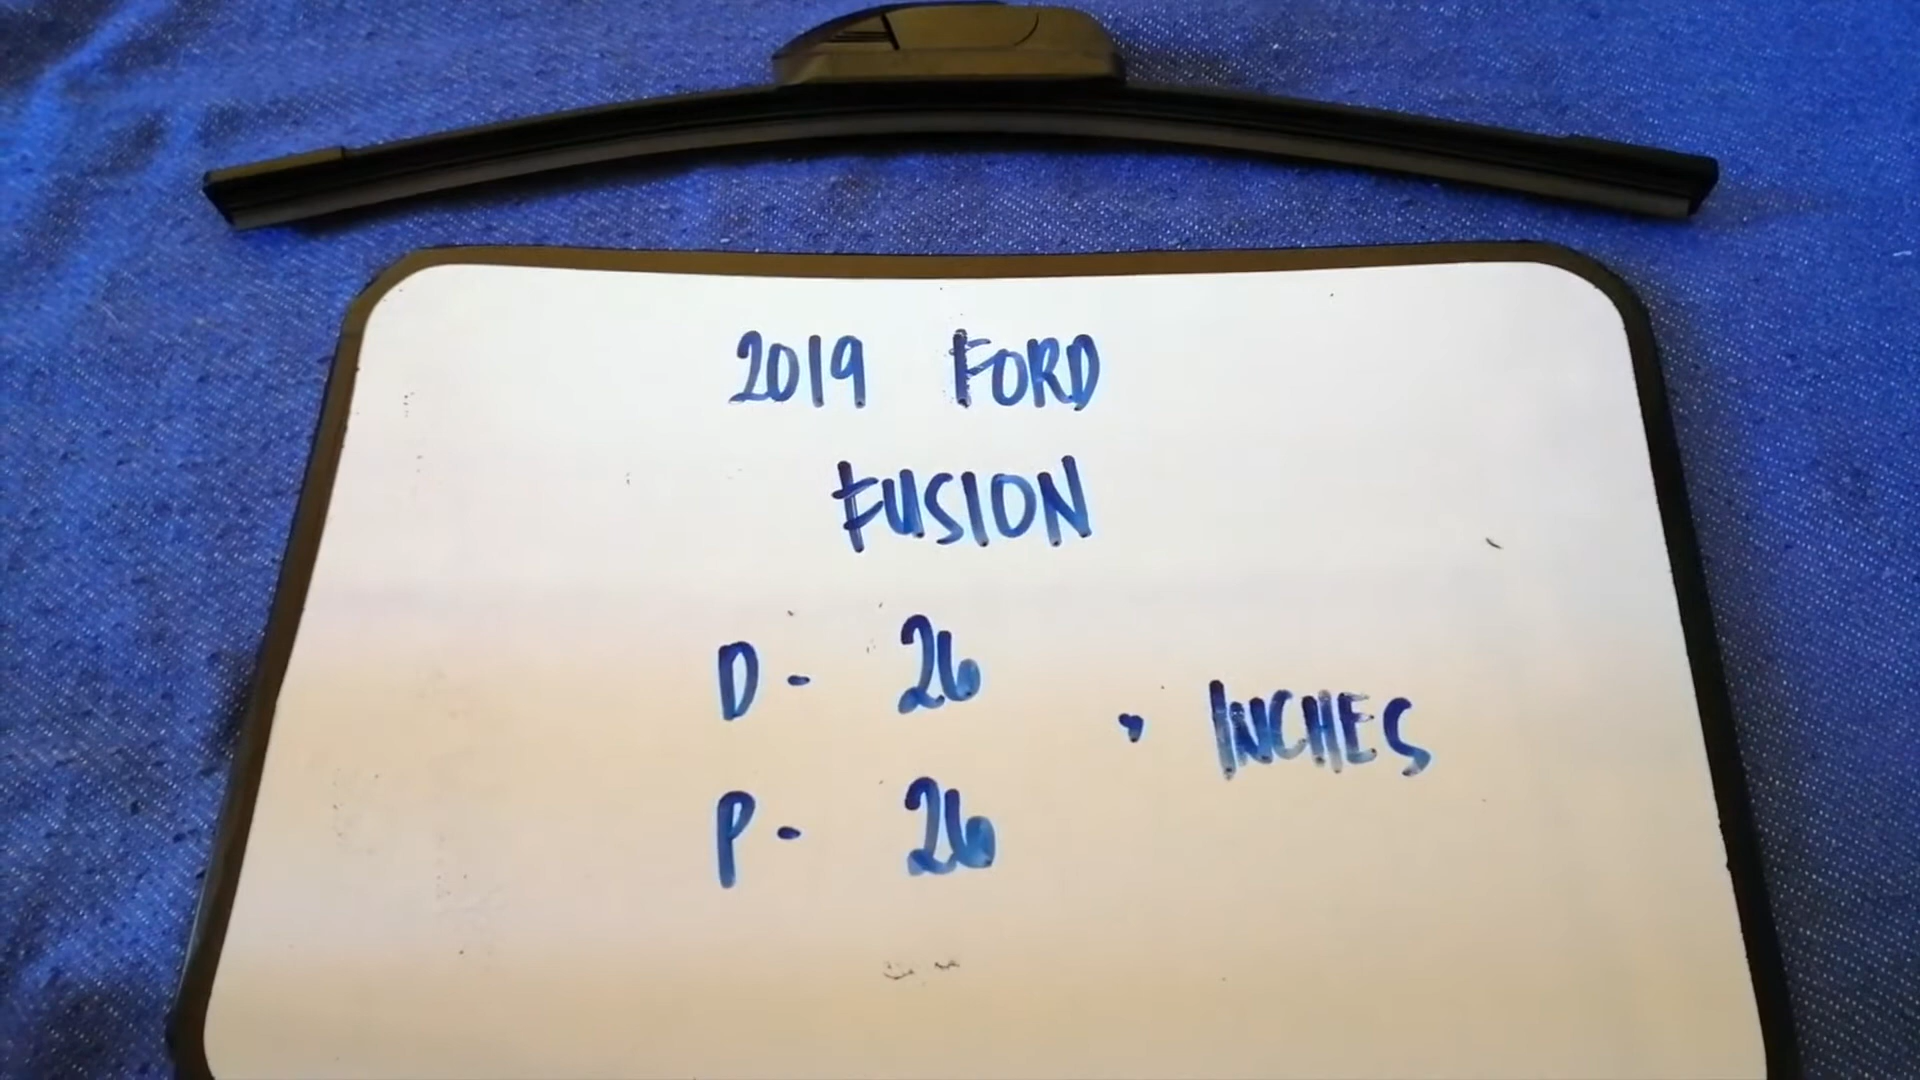 2019 FORD
FUSION
D - 26
P - 26
• INCHES